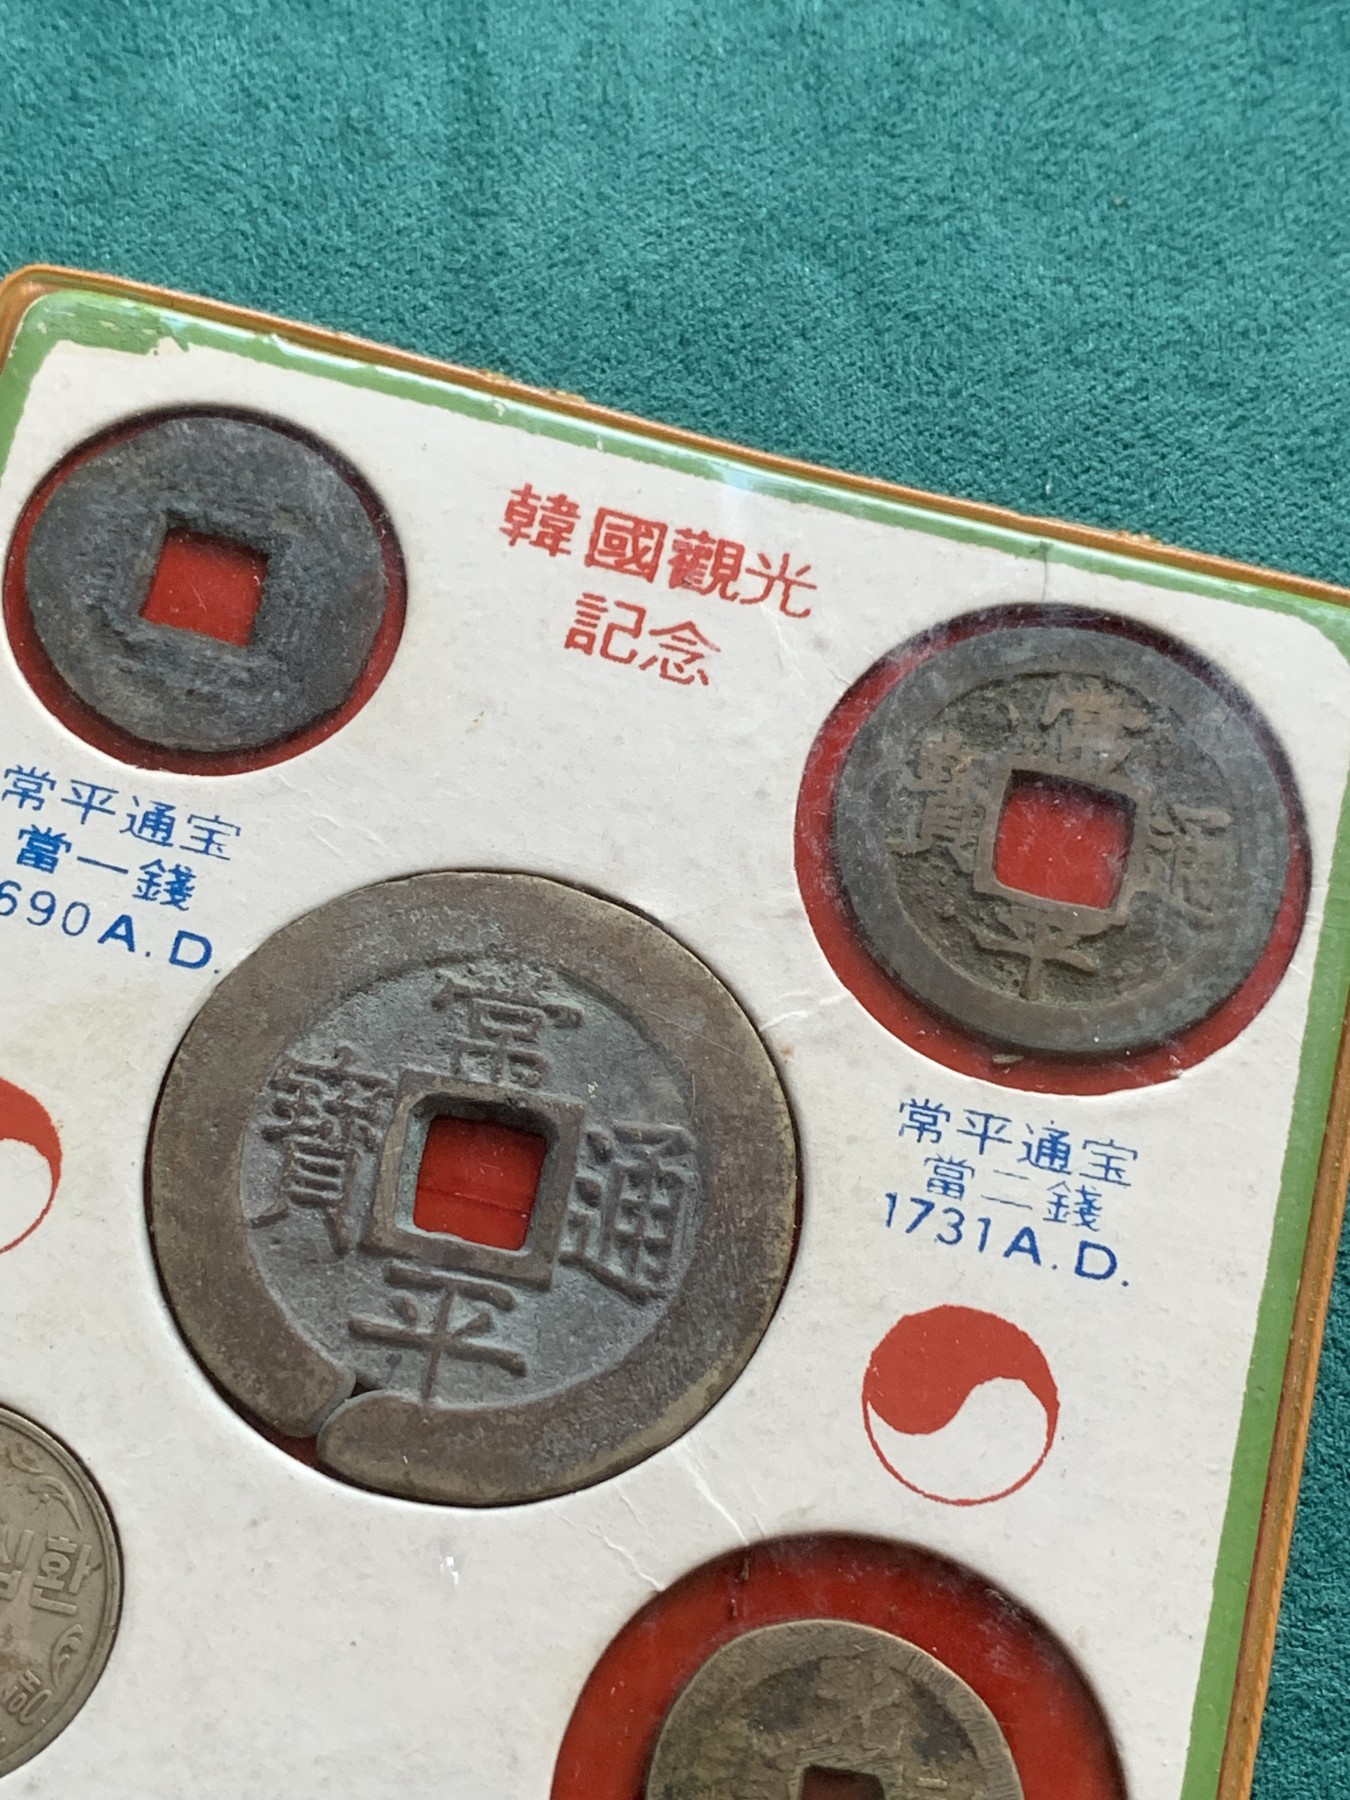 韓國觀光
記念
常平通宝
當一錢
690A.D.
常平通寶
常平通寶
常平通宝
當二錢
1731A.D.